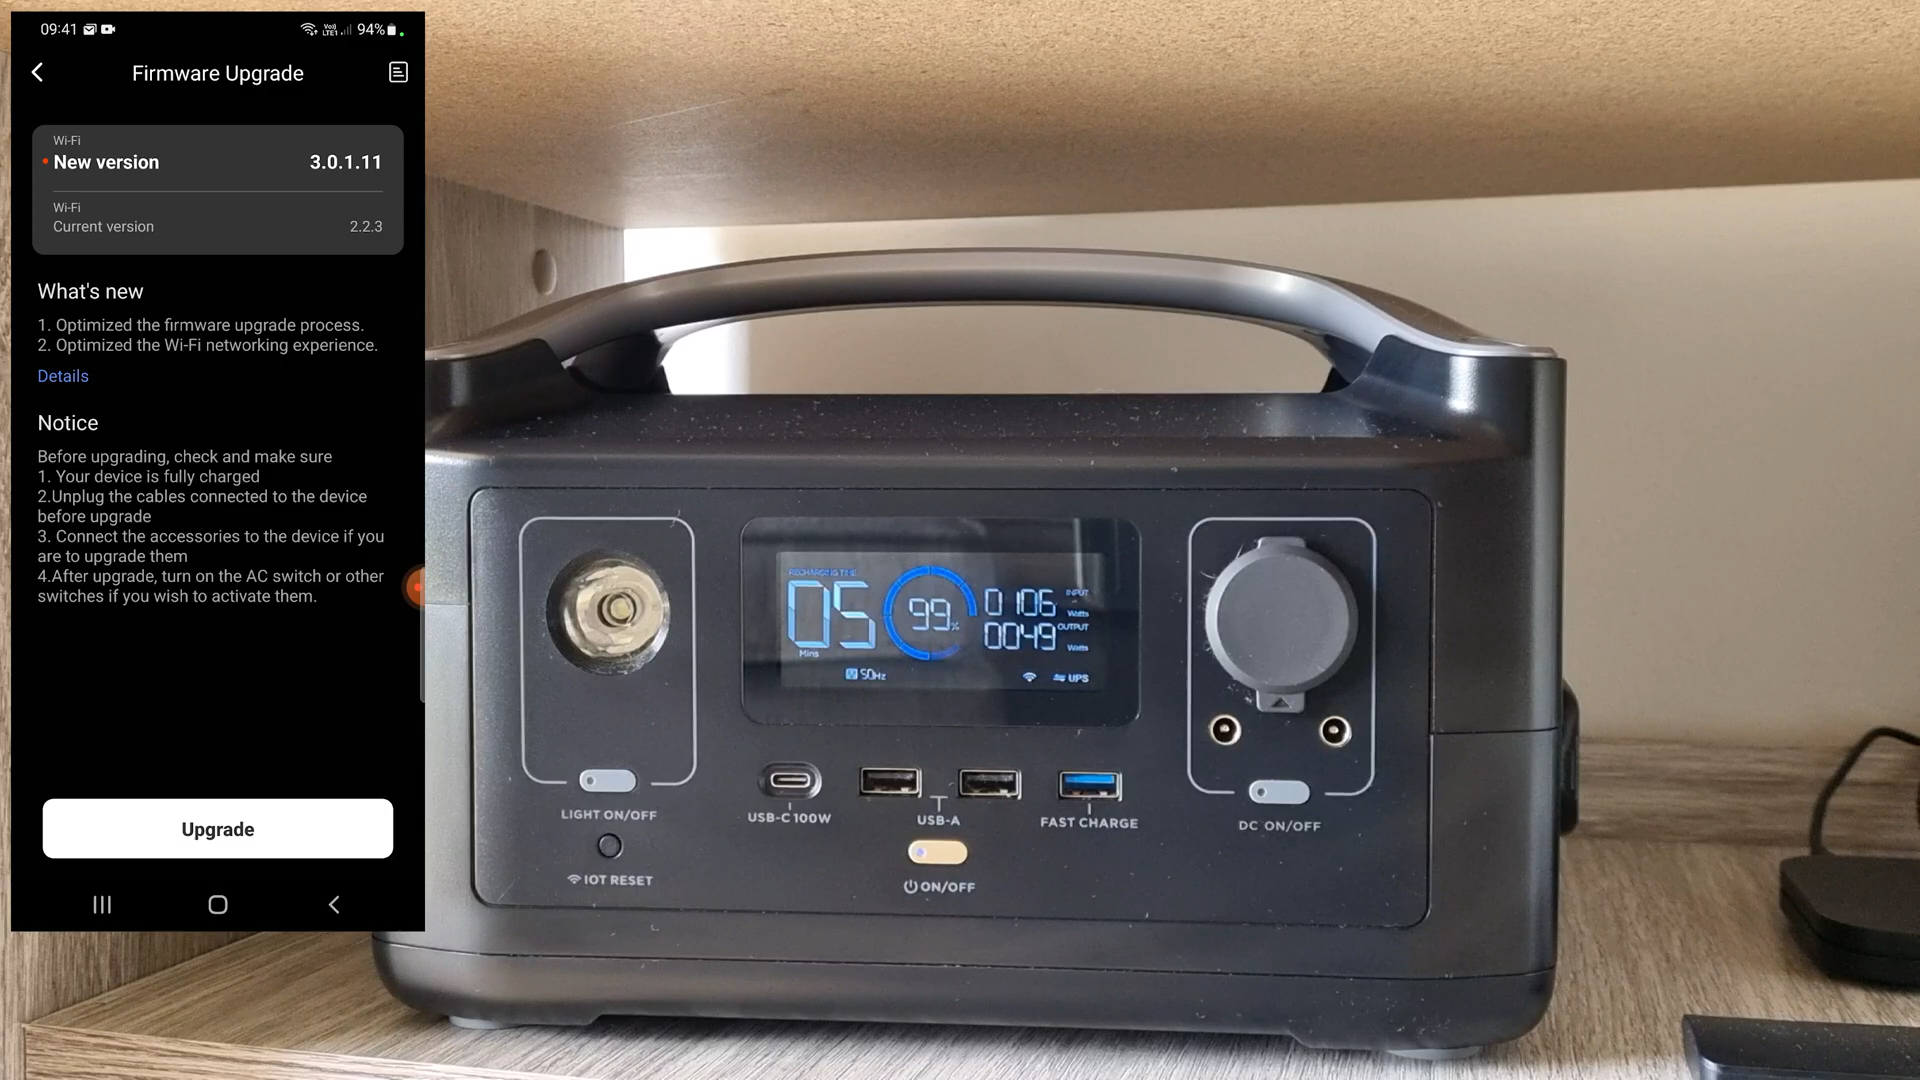 09:41
Vo))
LTE1
94%
Firmware Upgrade
Wi-Fi
New version 3.0.1.11
Wi-Fi
Current version 2.2.3
What's new
1. Optimized the firmware upgrade process.
2. Optimized the Wi-Fi networking experience.
Details
Notice
Before upgrading, check and make sure
1. Your device is fully charged
2.Unplug the cables connected to the device
before upgrade
3. Connect the accessories to the device if you
are to upgrade them
4.After upgrade, turn on the AC switch or other
switches if you wish to activate them.
Upgrade
RECHARGING TIME
05
Mins
99%
0106 INPUT
Watts
0049 OUTPUT
Watts
50Hz
UPS
LIGHT ON/OFF
IOT RESET
USB-C 100W
USB-A
FAST CHARGE
ON/OFF
DC ON/OFF